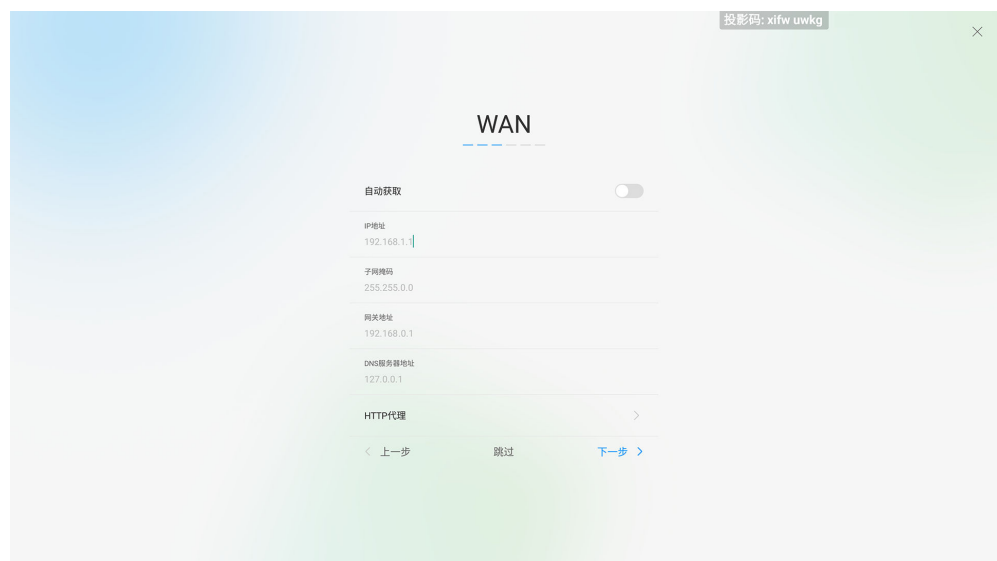 投影码: xifw uwkg
WAN
自动获取
IP地址
192.168.1.1
子网掩码
255.255.0.0
网关地址
192.168.0.1
DNS服务器地址
127.0.0.1
HTTP代理
上一步 跳过 下一步